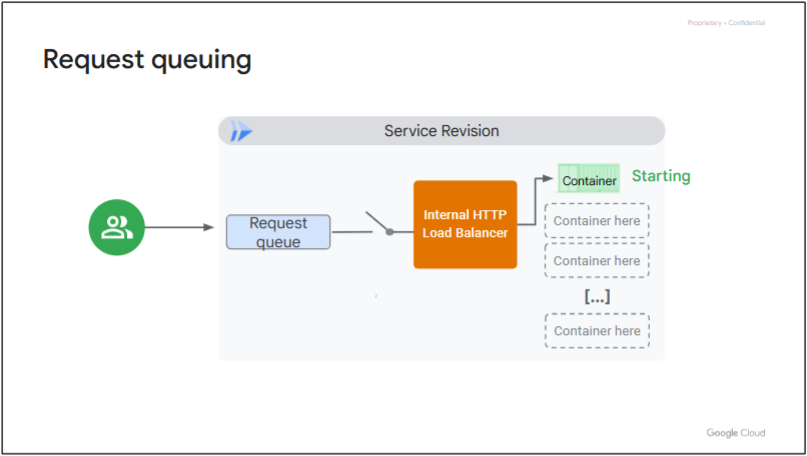 Proprietary + Confidential
Request queuing
Service Revision
Request
queue
Internal HTTP
Load Balancer
Container
Starting
Container here
Container here
[...]
Container here
Google Cloud